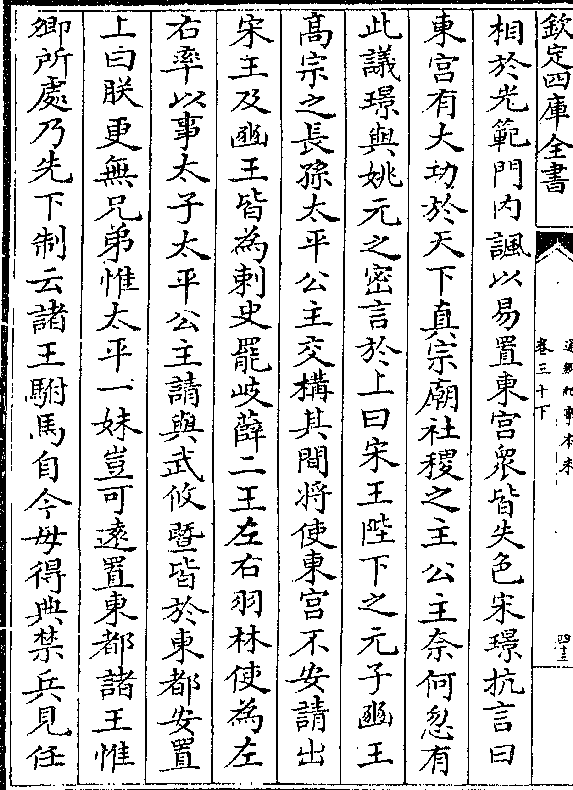 欽定四庫全書
通鑑紀事本末
卷三十下
相於光範門內諷以易置東宮衆皆失色宋璟抗言曰
東宮有大功於天下真宗廟社稷之主公主奈何忽有
此議璟與姚元之密言於上曰宋王陛下之元子豳王
高宗之長孫太平公主交構其間將使東宮不安請出
宋王及豳王皆為刺史罷岐薛二王左右羽林使為左
右率以事太子太平公主請與武攸暨皆於東都安置
上曰朕更無兄弟惟太平一妹豈可遠置東都諸王惟
卿所處乃先下制云諸王駙馬自今毋得典禁兵見任